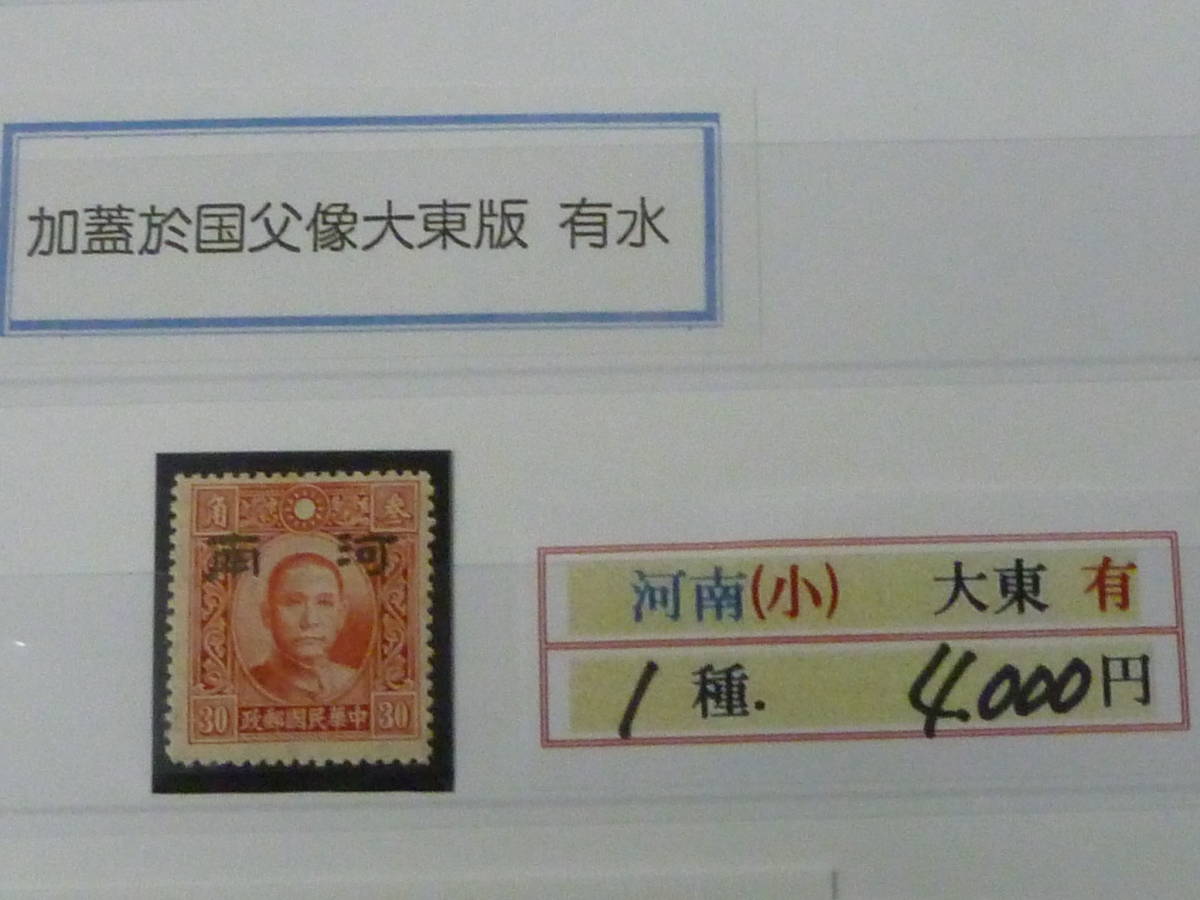 加蓋於国父像大東版 有水
角 叁
南 河
30 政郵國民華中 30
河南(小) 大東 有
1 種. 4.000円